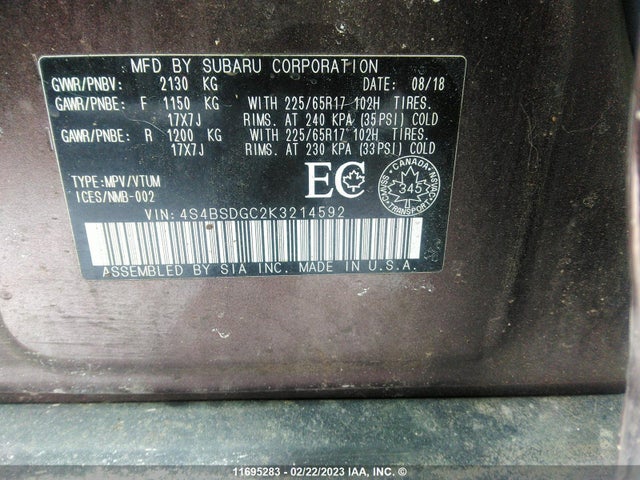 MFD BY SUBARU CORPORATION
GVWR/PNBV: 2130 KG DATE: 08/18
GAWR/PNBE: F 1150 KG WITH 225/65R17 102H TIRES.
17X7J RIMS. AT 240 KPA (35PSI) COLD
GAWR/PNBE: R 1200 KG WITH 225/65R17 102H TIRES.
17X7J RIMS. AT 230 KPA (33PSI) COLD
TYPE:MPV/VTUM
ICES/NMB-002
EC
CANADA
345
TRANSPORT
VIN: 4S4BSDGC2K3214592
ASSEMBLED BY SIA INC. MADE IN U.S.A.
11695283 - 02/22/2023 IAA, INC. ©